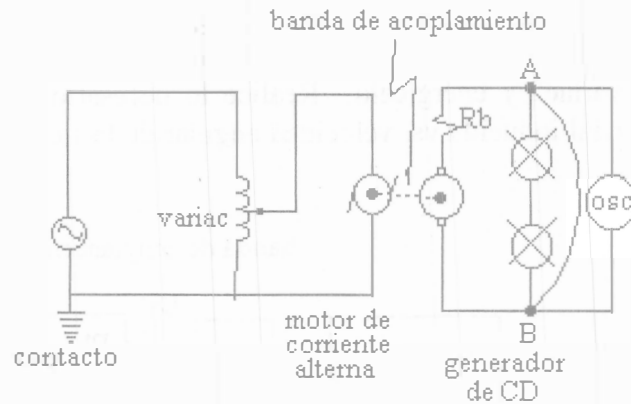 banda de acoplamiento
A
Rb
variac
osc
contacto
motor de
corriente
alterna
B
generador
de CD